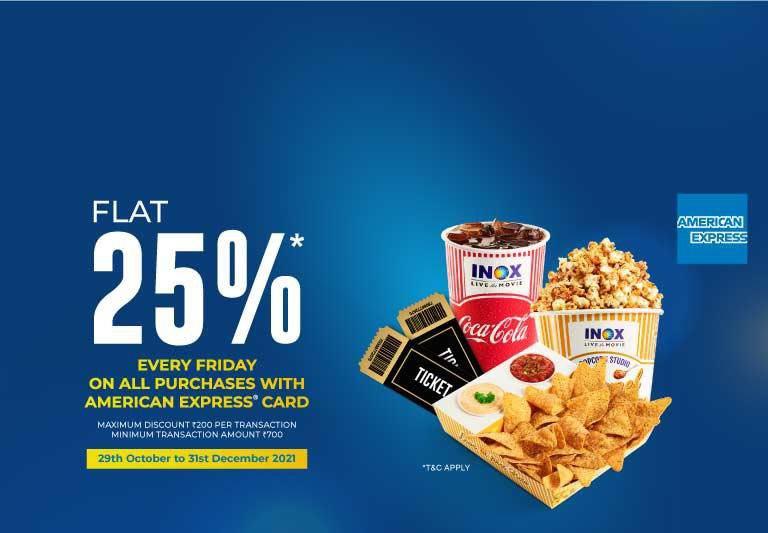 FLAT
25%*
EVERY FRIDAY
ON ALL PURCHASES WITH
AMERICAN EXPRESS® CARD
MAXIMUM DISCOUNT ₹200 PER TRANSACTION
MINIMUM TRANSACTION AMOUNT ₹700
29th October to 31st December 2021
INOX
LIVE the MOVIE
Coca-Cola
TICKET
INOX
LIVE the MOVIE
STUDIO
*T&C APPLY
AMERICAN
EXPRESS